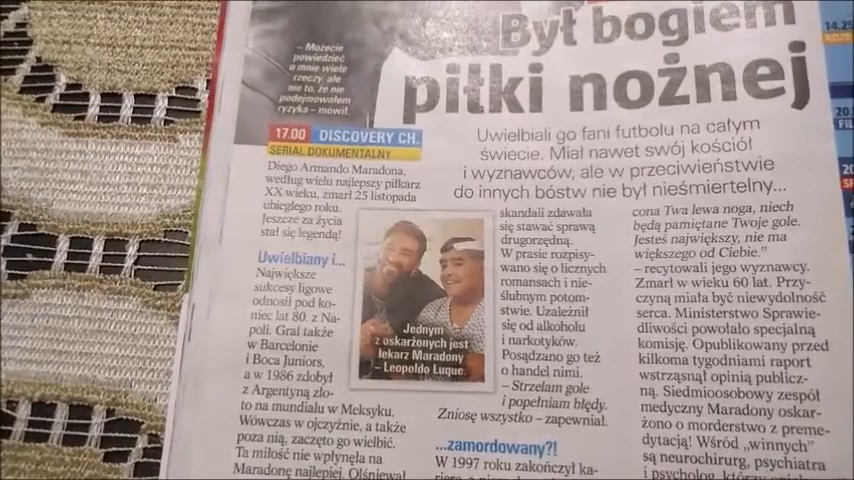 – Możecie
powiedzieć
o mnie wiele
rzeczy, ale
nie to, że nie
podejmowałem
ryzyka – mówił.
Był bogiem
piłki nożnej
17.00 DISCOVERY CH.
SERIAL DOKUMENTALNY
Uwielbiali go fani futbolu na całym
świecie. Miał nawet swój kościół
i wyznawców, ale w przeciwieństwie
do innych bóstw nie był nieśmiertelny...
Diego Armando Maradona,
według wielu najlepszy piłkarz
XX wieku, zmarł 25 listopada
ubiegłego roku.
Jeszcze za życia
stał się legendą!
Uwielbiany i...
Największe
sukcesy ligowe
odnosił pod ko-
niec lat 80. z Na-
poli. Grał także
w Barcelonie
i Boca Juniors,
a w 1986 zdobył
z Argentyną zło-
to na mundialu w Meksyku.
Wówczas w ojczyźnie, a także
poza nią, zaczęto go wielbić.
Ta miłość nie wpłynęła na
Maradonę najlepiej. Olśniewał
Jednym
z oskarżonych jest
lekarz Maradony
– Leopoldo Luque.
skandali zdawała
się stawać sprawą
drugorzędną.
W prasie rozpisy-
wano się o licznych
romansach i nie-
ślubnym potom-
stwie. Uzależnił
się od alkoholu
i narkotyków.
Posądzano go też
o handel nimi.
– Strzelam gole
i popełniam błędy.
Zniosę wszystko – zapewniał.
...zamordowany?!
W 1997 roku zakończył ka-
cona Twa lewa noga, niech
będą pamiętane Twoje gole.
Jesteś największy, nie ma
większego od Ciebie."
– recytowali jego wyznawcy.
Zmarł w wieku 60 lat. Przy-
czyną miała być niewydolność
serca. Ministerstwo Sprawie-
dliwości powołało specjalną
komisję. Opublikowany przed
kilkoma tygodniami raport
wstrząsnął opinią publicz-
ną. Siedmioosobowy zespół
medyczny Maradony oskar-
żono o morderstwo z preme-
dytacją! Wśród „winnych"
są neurochirurg, psychiatra
i psycholog, którzy
14.25